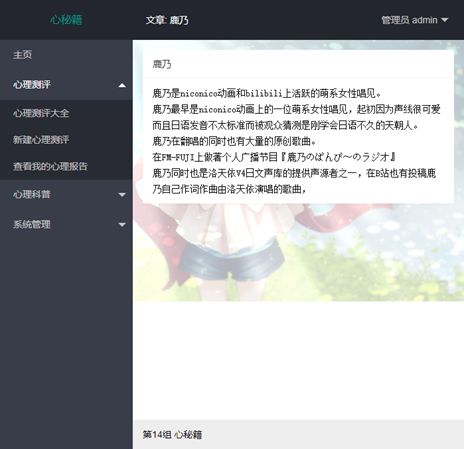 心秘籍
文章: 鹿乃
管理员 admin
主页
心理测评
心理测评大全
新建心理测评
查看我的心理报告
心理科普
系统管理
鹿乃
鹿乃是niconico动画和bilibili上活跃的萌系女性唱见。
鹿乃最早是niconico动画上的一位萌系女性唱见，起初因为声线很可爱
而且日语发音不太标准而被观众猜测是刚学会日语不久的天朝人。
鹿乃在翻唱的同时也有大量的原创歌曲。
在FM-FUJI上做著个人广播节目『鹿乃のぽんぴ〜のラジオ』
鹿乃同时也是洛天依V4日文声库的提供声源者之一，在B站也有投稿鹿
乃自己作词作曲由洛天依演唱的歌曲，
第14组 心秘籍